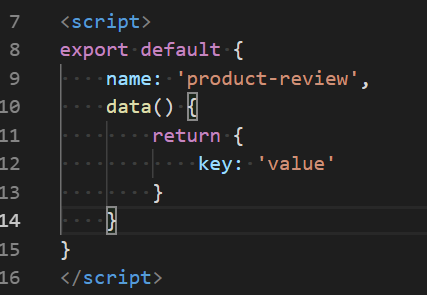 7 <script>
8 export default {
9     name: 'product-review',
10     data() {
11         return {
12             key: 'value'
13         }
14     }
15 }
16 </script>